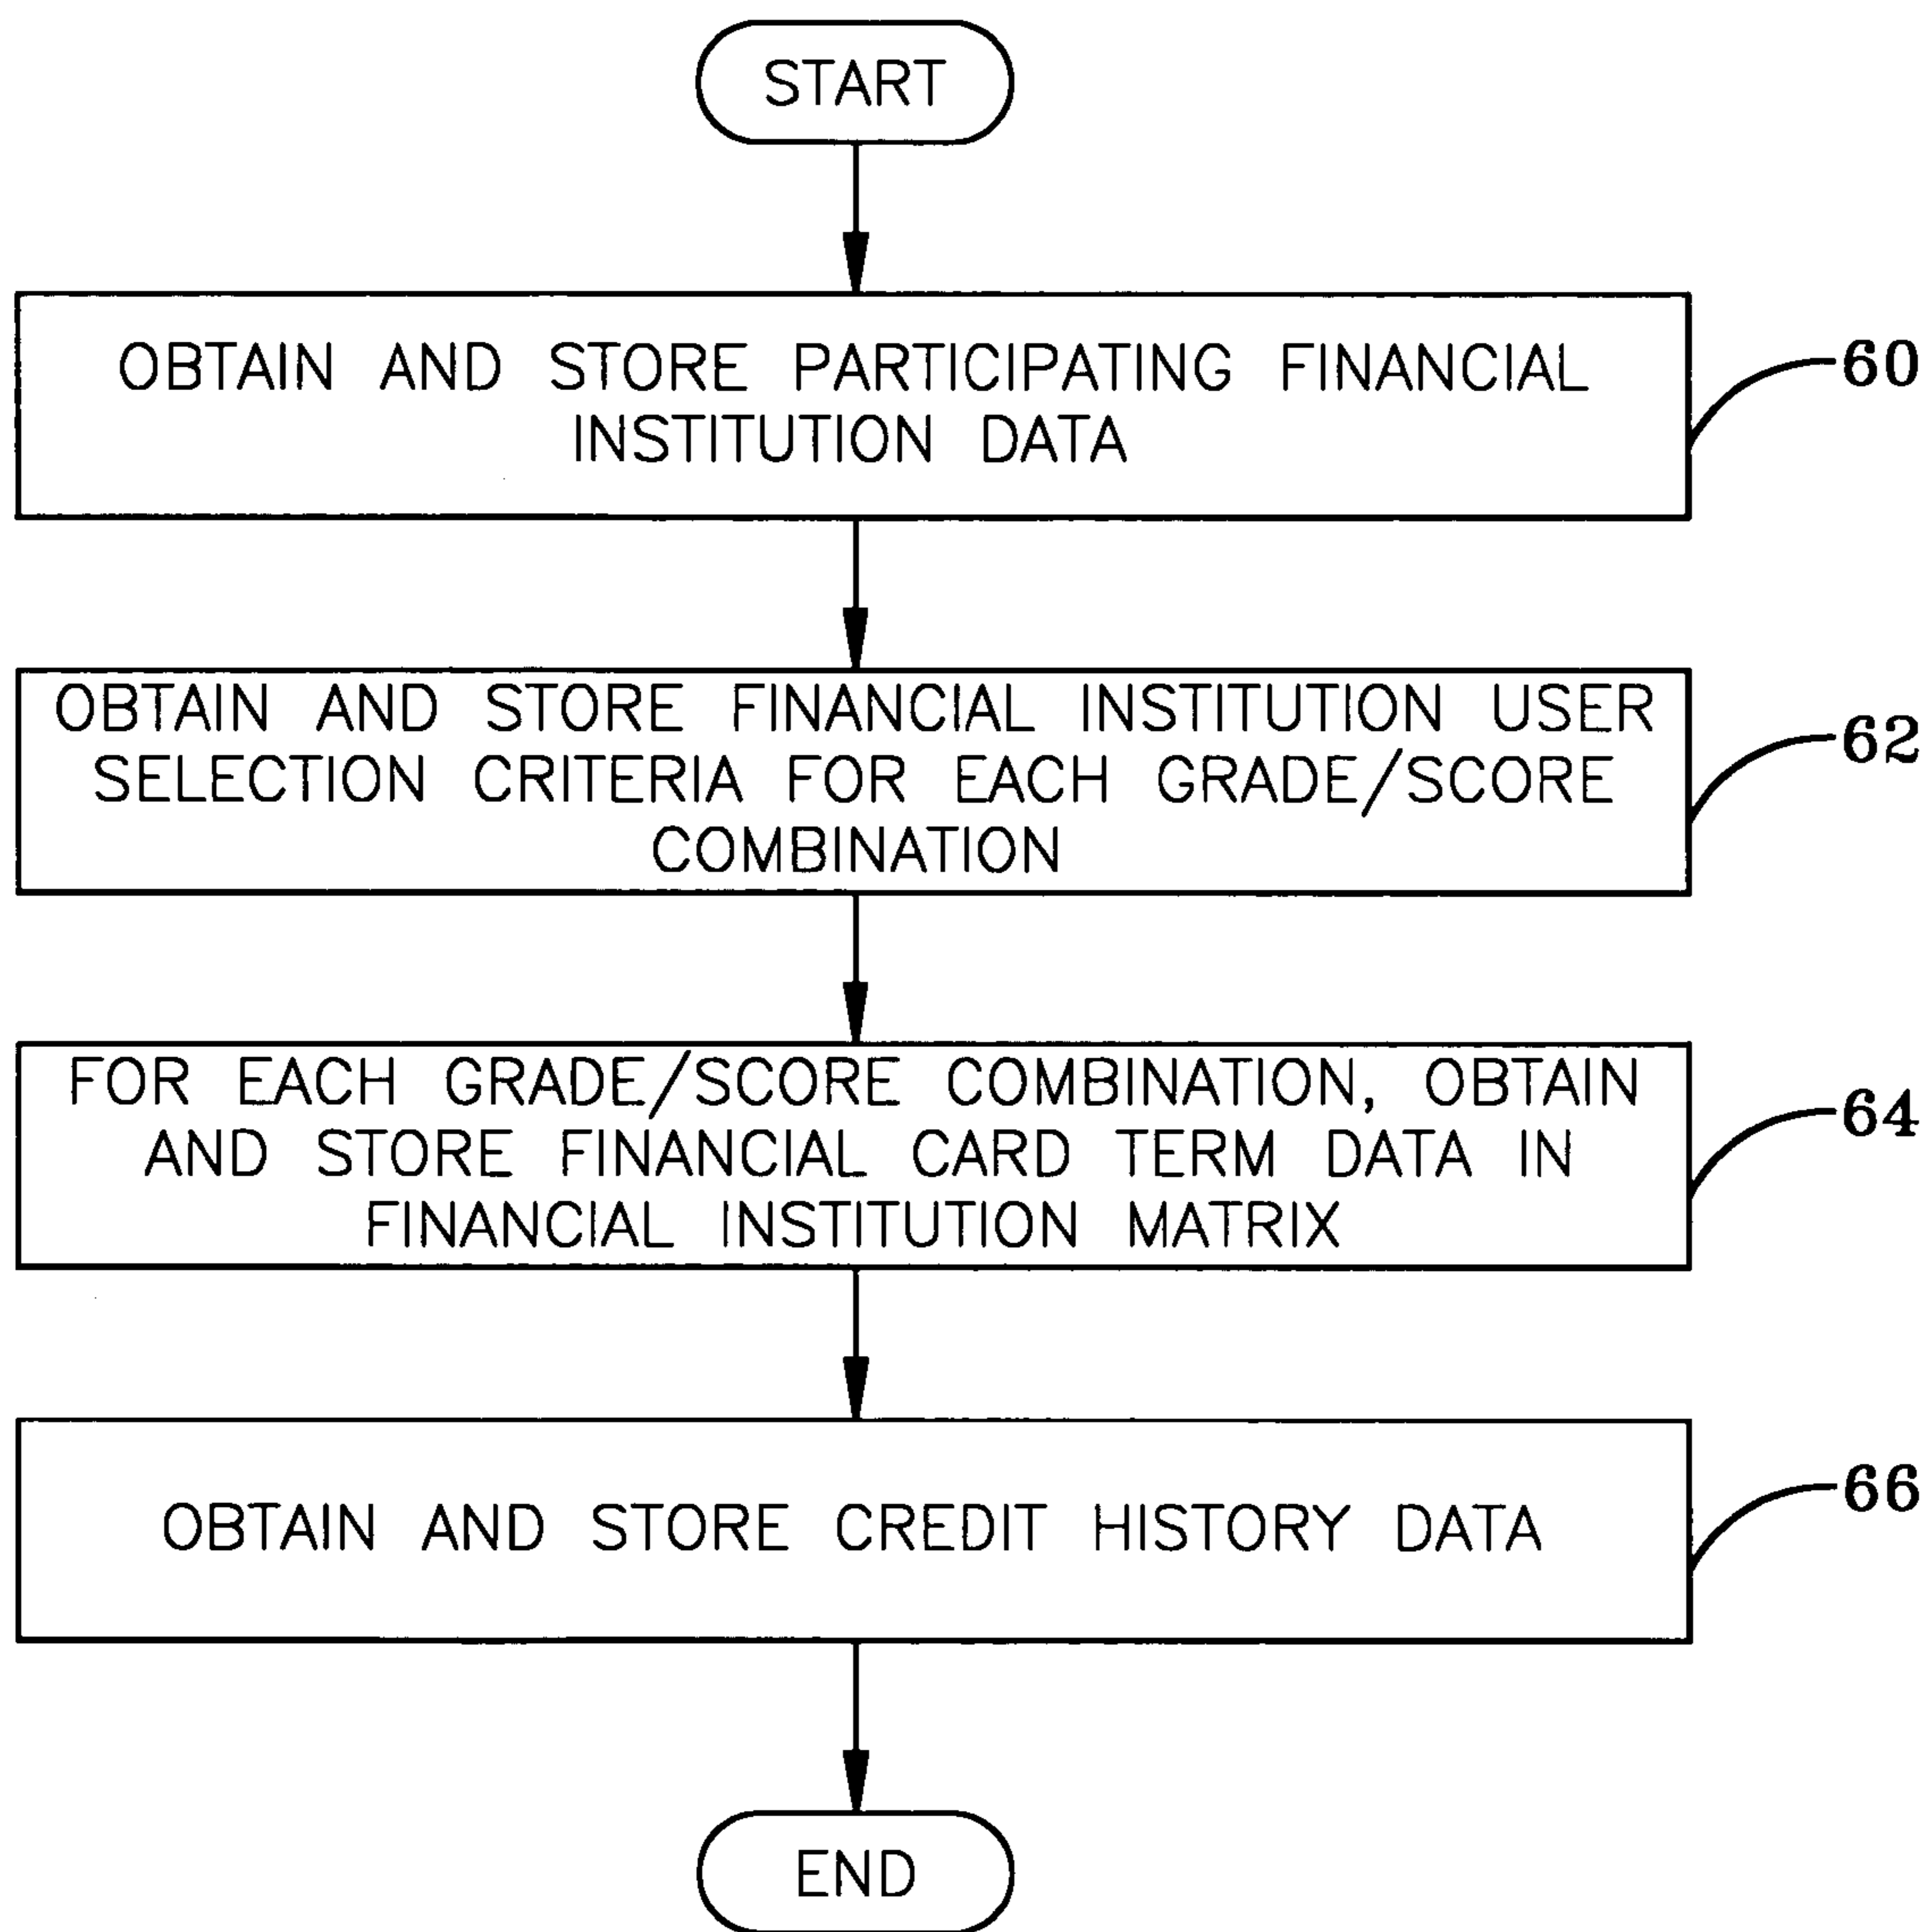 START
OBTAIN AND STORE PARTICIPATING FINANCIAL
INSTITUTION DATA
60
OBTAIN AND STORE FINANCIAL INSTITUTION USER
SELECTION CRITERIA FOR EACH GRADE/SCORE
COMBINATION
62
FOR EACH GRADE/SCORE COMBINATION, OBTAIN
AND STORE FINANCIAL CARD TERM DATA IN
FINANCIAL INSTITUTION MATRIX
64
OBTAIN AND STORE CREDIT HISTORY DATA
66
END